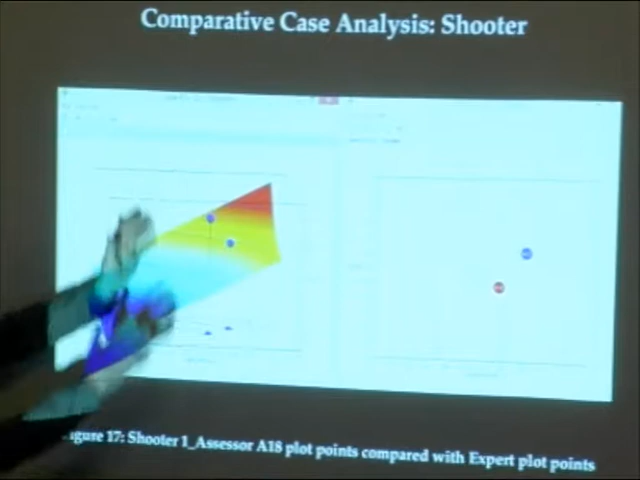 Comparative Case Analysis: Shooter
igure 17: Shooter 1_Assessor A18 plot points compared with Expert plot points